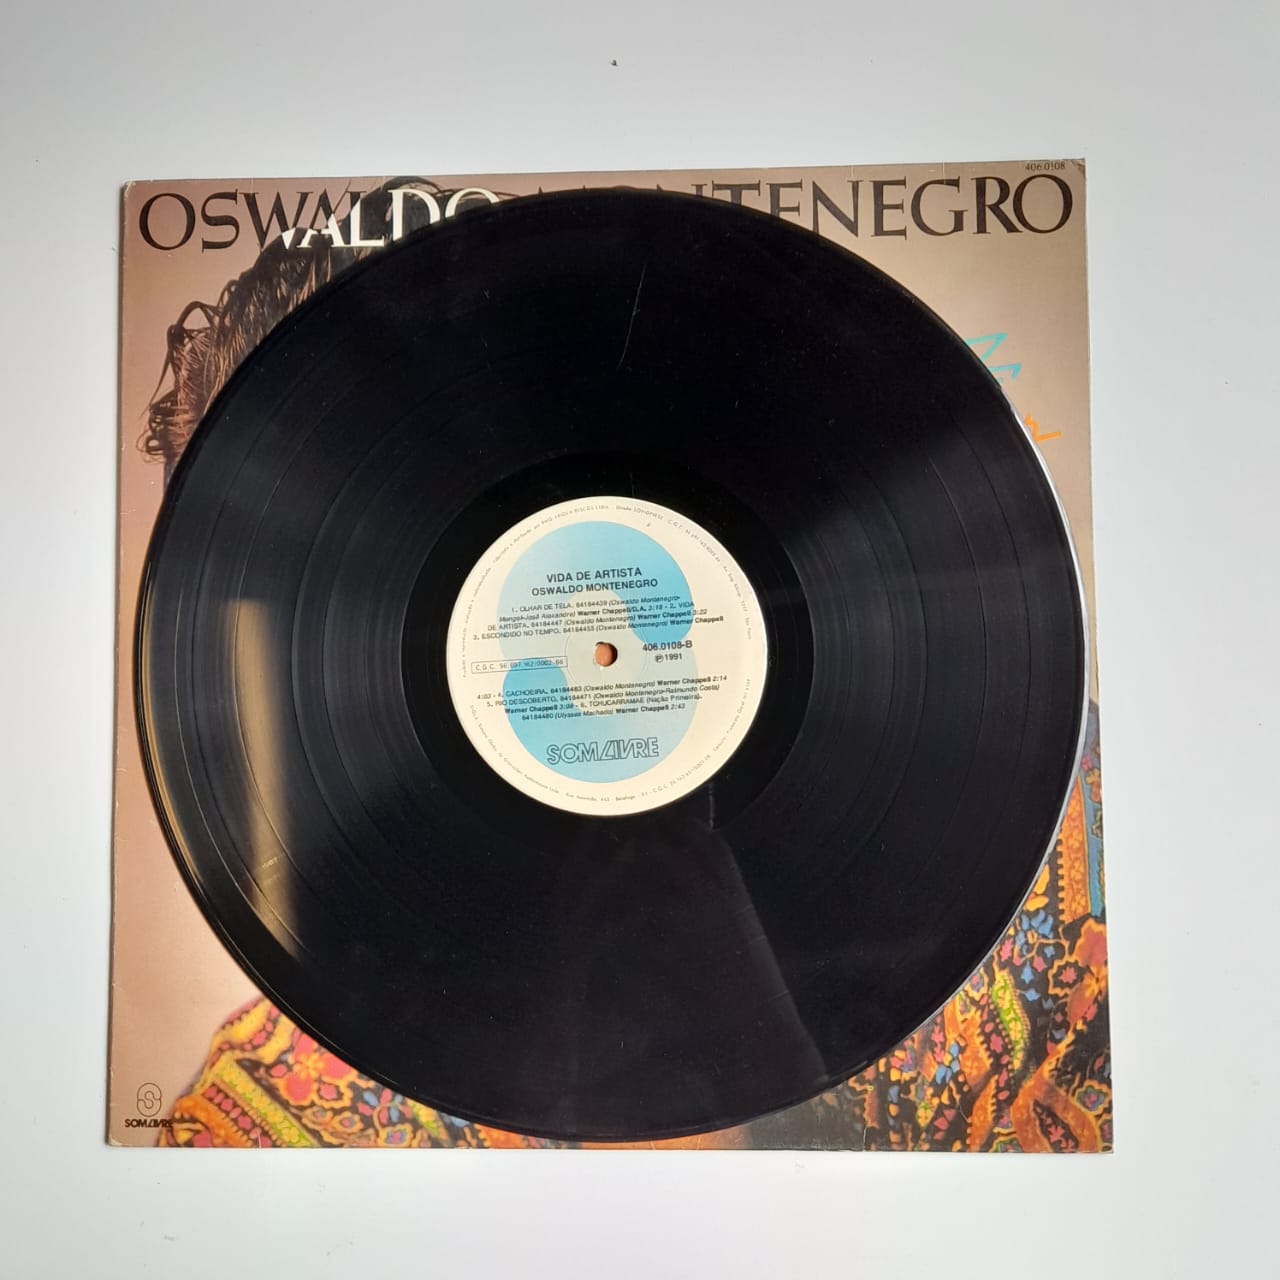 406.0108
OSWALDO MONTENEGRO
VIDA DE ARTISTA
OSWALDO MONTENEGRO
1. OLHAR DE TELA, 64184439 (Oswaldo Montenegro-
Mongol-José Alexandre) Warner Chappell/D.A. 3:18 - 2. VIDA
DE ARTISTA, 64184447 (Oswaldo Montenegro) Warner Chappell 3:22
3. ESCONDIDO NO TEMPO, 64184455 (Oswaldo Montenegro) Warner Chappell
406.0108-B
℗1991
4:03 - 4. CACHOEIRA, 64184463 (Oswaldo Montenegro) Warner Chappell 2:14
5. RIO DESCOBERTO, 64184471 (Oswaldo Montenegro-Raimundo Costa)
Warner Chappell 3:08 - 6. TCHUCARRAMAE (Nação Primeira),
64184480 (Ulysses Machado) Warner Chappell 2:43
SOM LIVRE
SOM LIVRE